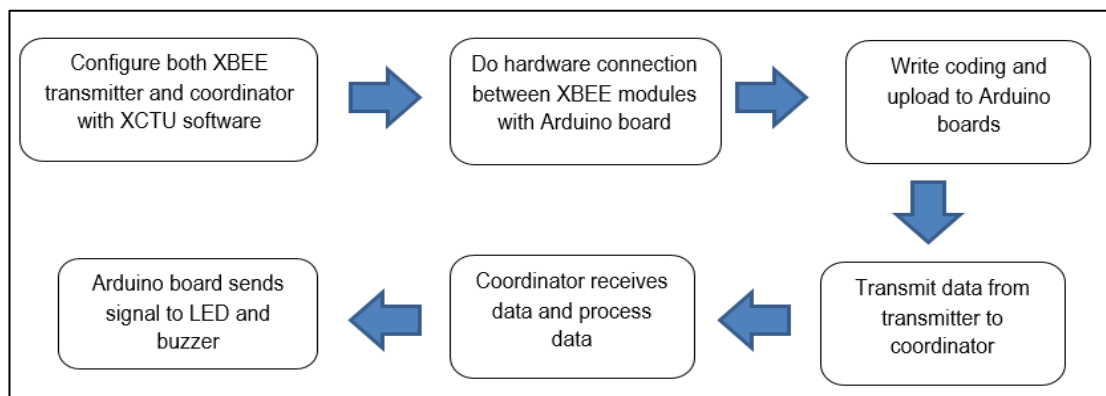 Configure both XBEE
transmitter and coordinator
with XCTU software
Do hardware connection
between XBEE modules
with Arduino board
Write coding and
upload to Arduino
boards
Transmit data from
transmitter to
coordinator
Coordinator receives
data and process
data
Arduino board sends
signal to LED and
buzzer